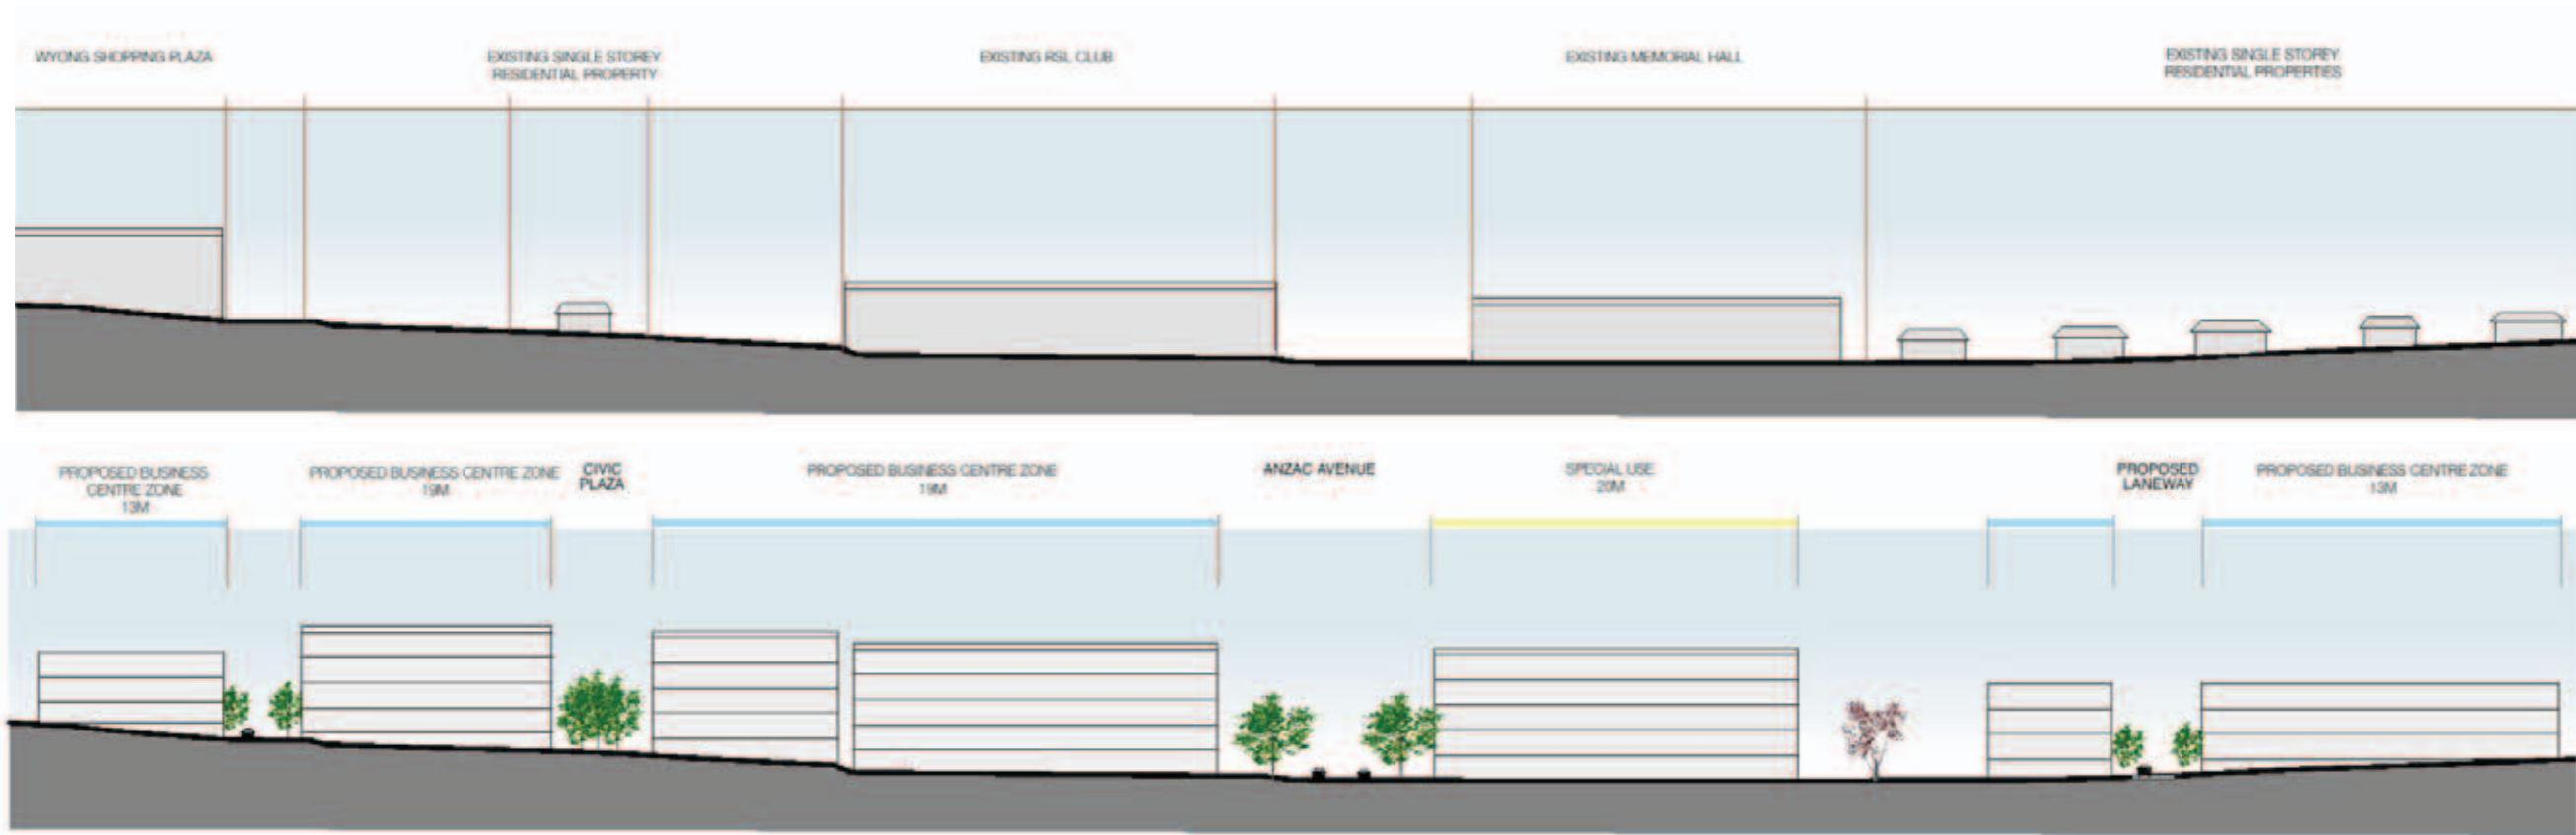 WYONG SHOPPING PLAZA
EXISTING SINGLE STOREY
RESIDENTIAL PROPERTY
EXISTING RSL CLUB
EXISTING MEMORIAL HALL
EXISTING SINGLE STOREY
RESIDENTIAL PROPERTIES
PROPOSED BUSINESS
CENTRE ZONE
13M
PROPOSED BUSINESS CENTRE ZONE
19M
CIVIC
PLAZA
PROPOSED BUSINESS CENTRE ZONE
19M
ANZAC AVENUE
SPECIAL USE
20M
PROPOSED
LANEWAY
PROPOSED BUSINESS CENTRE ZONE
13M